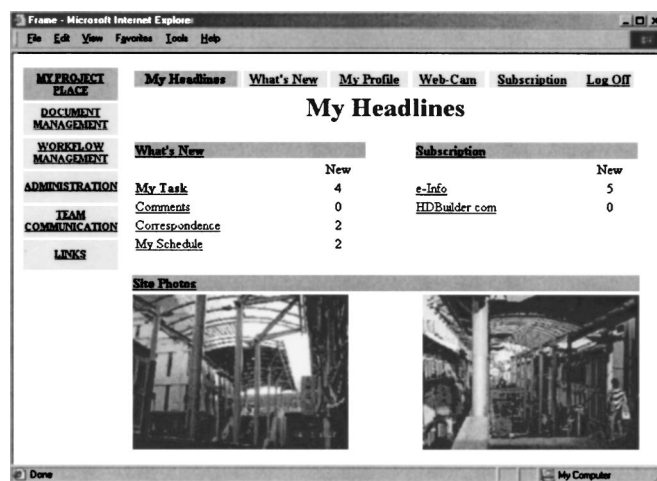 Frame - Microsoft Internet Explorer
File Edit View Favorites Tools Help
MY PROJECT
PLACE
DOCUMENT
MANAGEMENT
WORKFLOW
MANAGEMENT
ADMINISTRATION
TEAM
COMMUNICATION
LINKS
My Headlines What's New My Profile Web-Cam Subscription Log Off
My Headlines
What's New
New
My Task 4
Comments 0
Correspondence 2
My Schedule 2
Subscription
New
e-Info 5
HDBuilder.com 0
Site Photos
Done My Computer